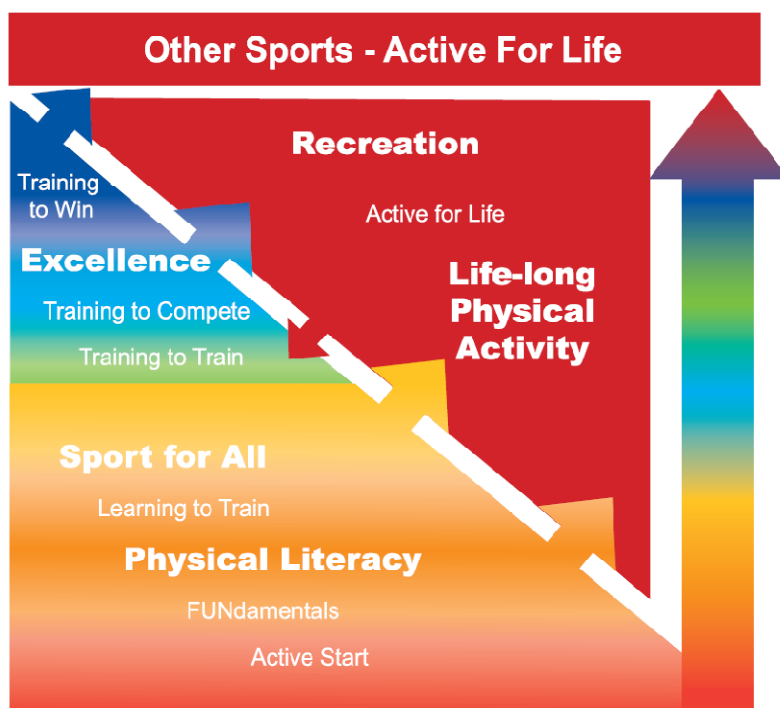 Other Sports - Active For Life
Recreation
Active for Life
Life-long
Physical
Activity
Training
to Win
Excellence
Training to Compete
Training to Train
Sport for All
Learning to Train
Physical Literacy
FUNdamentals
Active Start